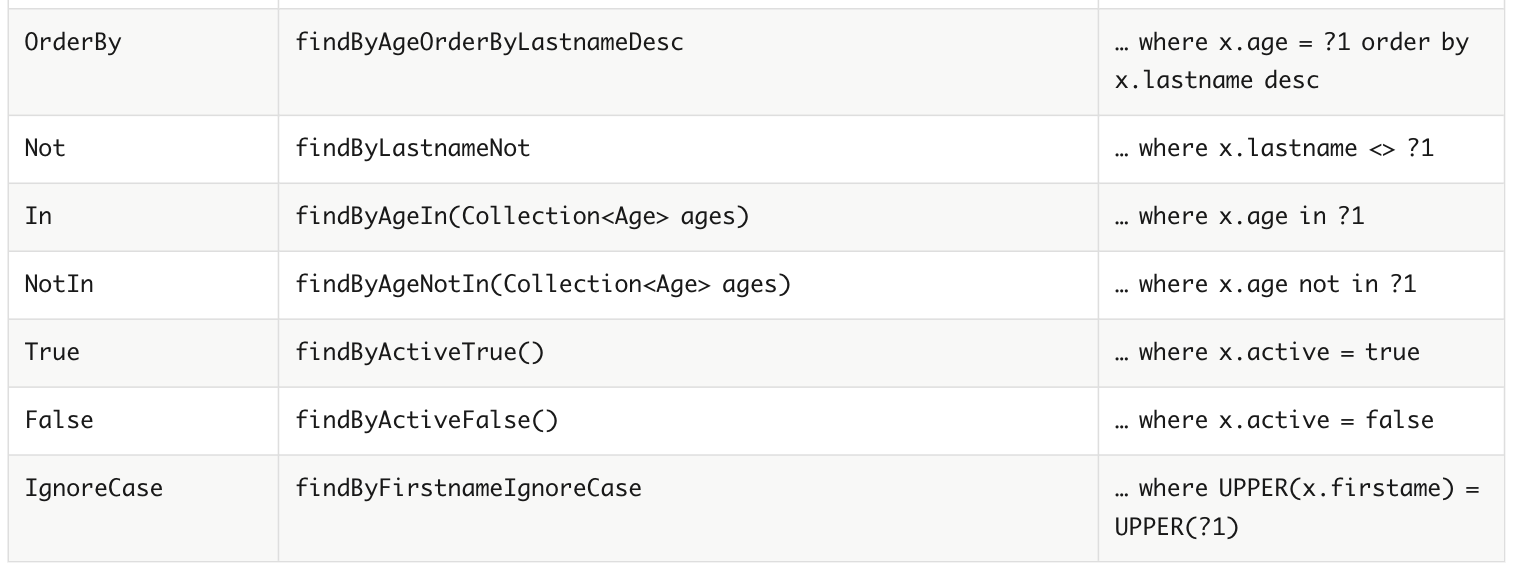 OrderBy findByAgeOrderByLastnameDesc … where x.age = ?1 order by
x.lastname desc
Not findByLastnameNot … where x.lastname <> ?1
In findByAgeIn(Collection<Age> ages) … where x.age in ?1
NotIn findByAgeNotIn(Collection<Age> ages) … where x.age not in ?1
True findByActiveTrue() … where x.active = true
False findByActiveFalse() … where x.active = false
IgnoreCase findByFirstnameIgnoreCase … where UPPER(x.firstame) =
UPPER(?1)